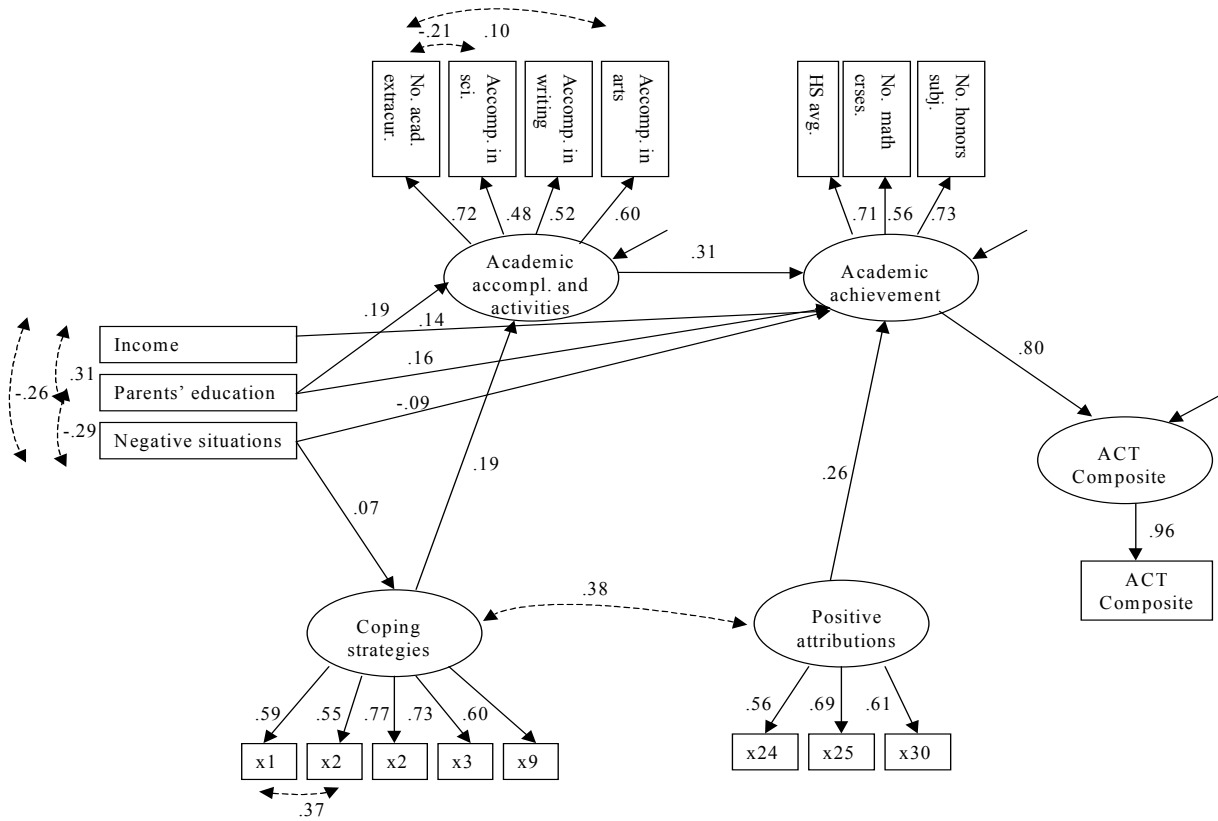 -.21
.10
No. acad.
extracur.
Accomp. in
sci.
Accomp. in
writing
Accomp. in
arts
HS avg.
No. math
crses.
No. honors
subj.
.72
.48
.52
.60
.71
.56
.73
Academic
accompl. and
activities
.31
Academic
achievement
.19
.14
Income
.31
.16
.80
-.26
Parents’ education
-.09
-.29
Negative situations
.19
.26
ACT
Composite
.07
.96
.38
ACT
Composite
Coping
strategies
Positive
attributions
.59
.55
.77
.73
.60
.56
.69
.61
x1
x2
x2
x3
x9
x24
x25
x30
.37